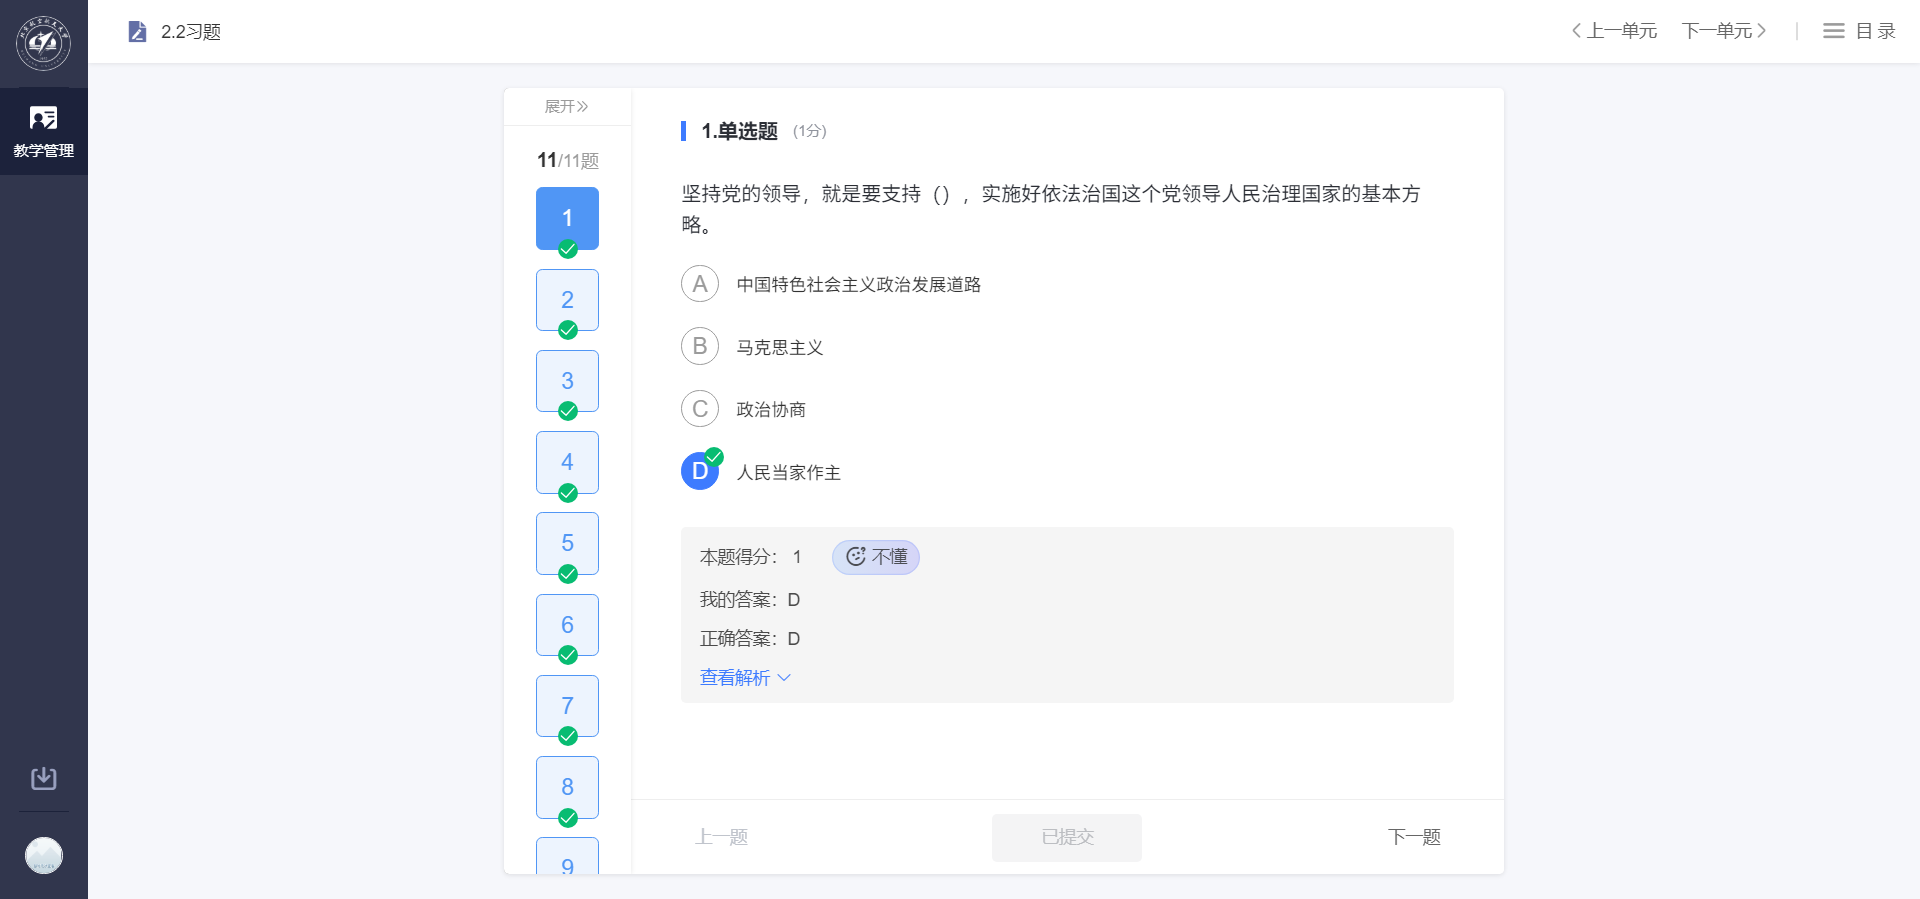 2.2习题
上一单元
下一单元
目录
教学管理
展开
11/11题
1
2
3
4
5
6
7
8
9
1.单选题 (1分)
坚持党的领导，就是要支持（），实施好依法治国这个党领导人民治理国家的基本方
略。
A 中国特色社会主义政治发展道路
B 马克思主义
C 政治协商
D 人民当家作主
本题得分： 1 不懂
我的答案：D
正确答案：D
查看解析
上一题
已提交
下一题